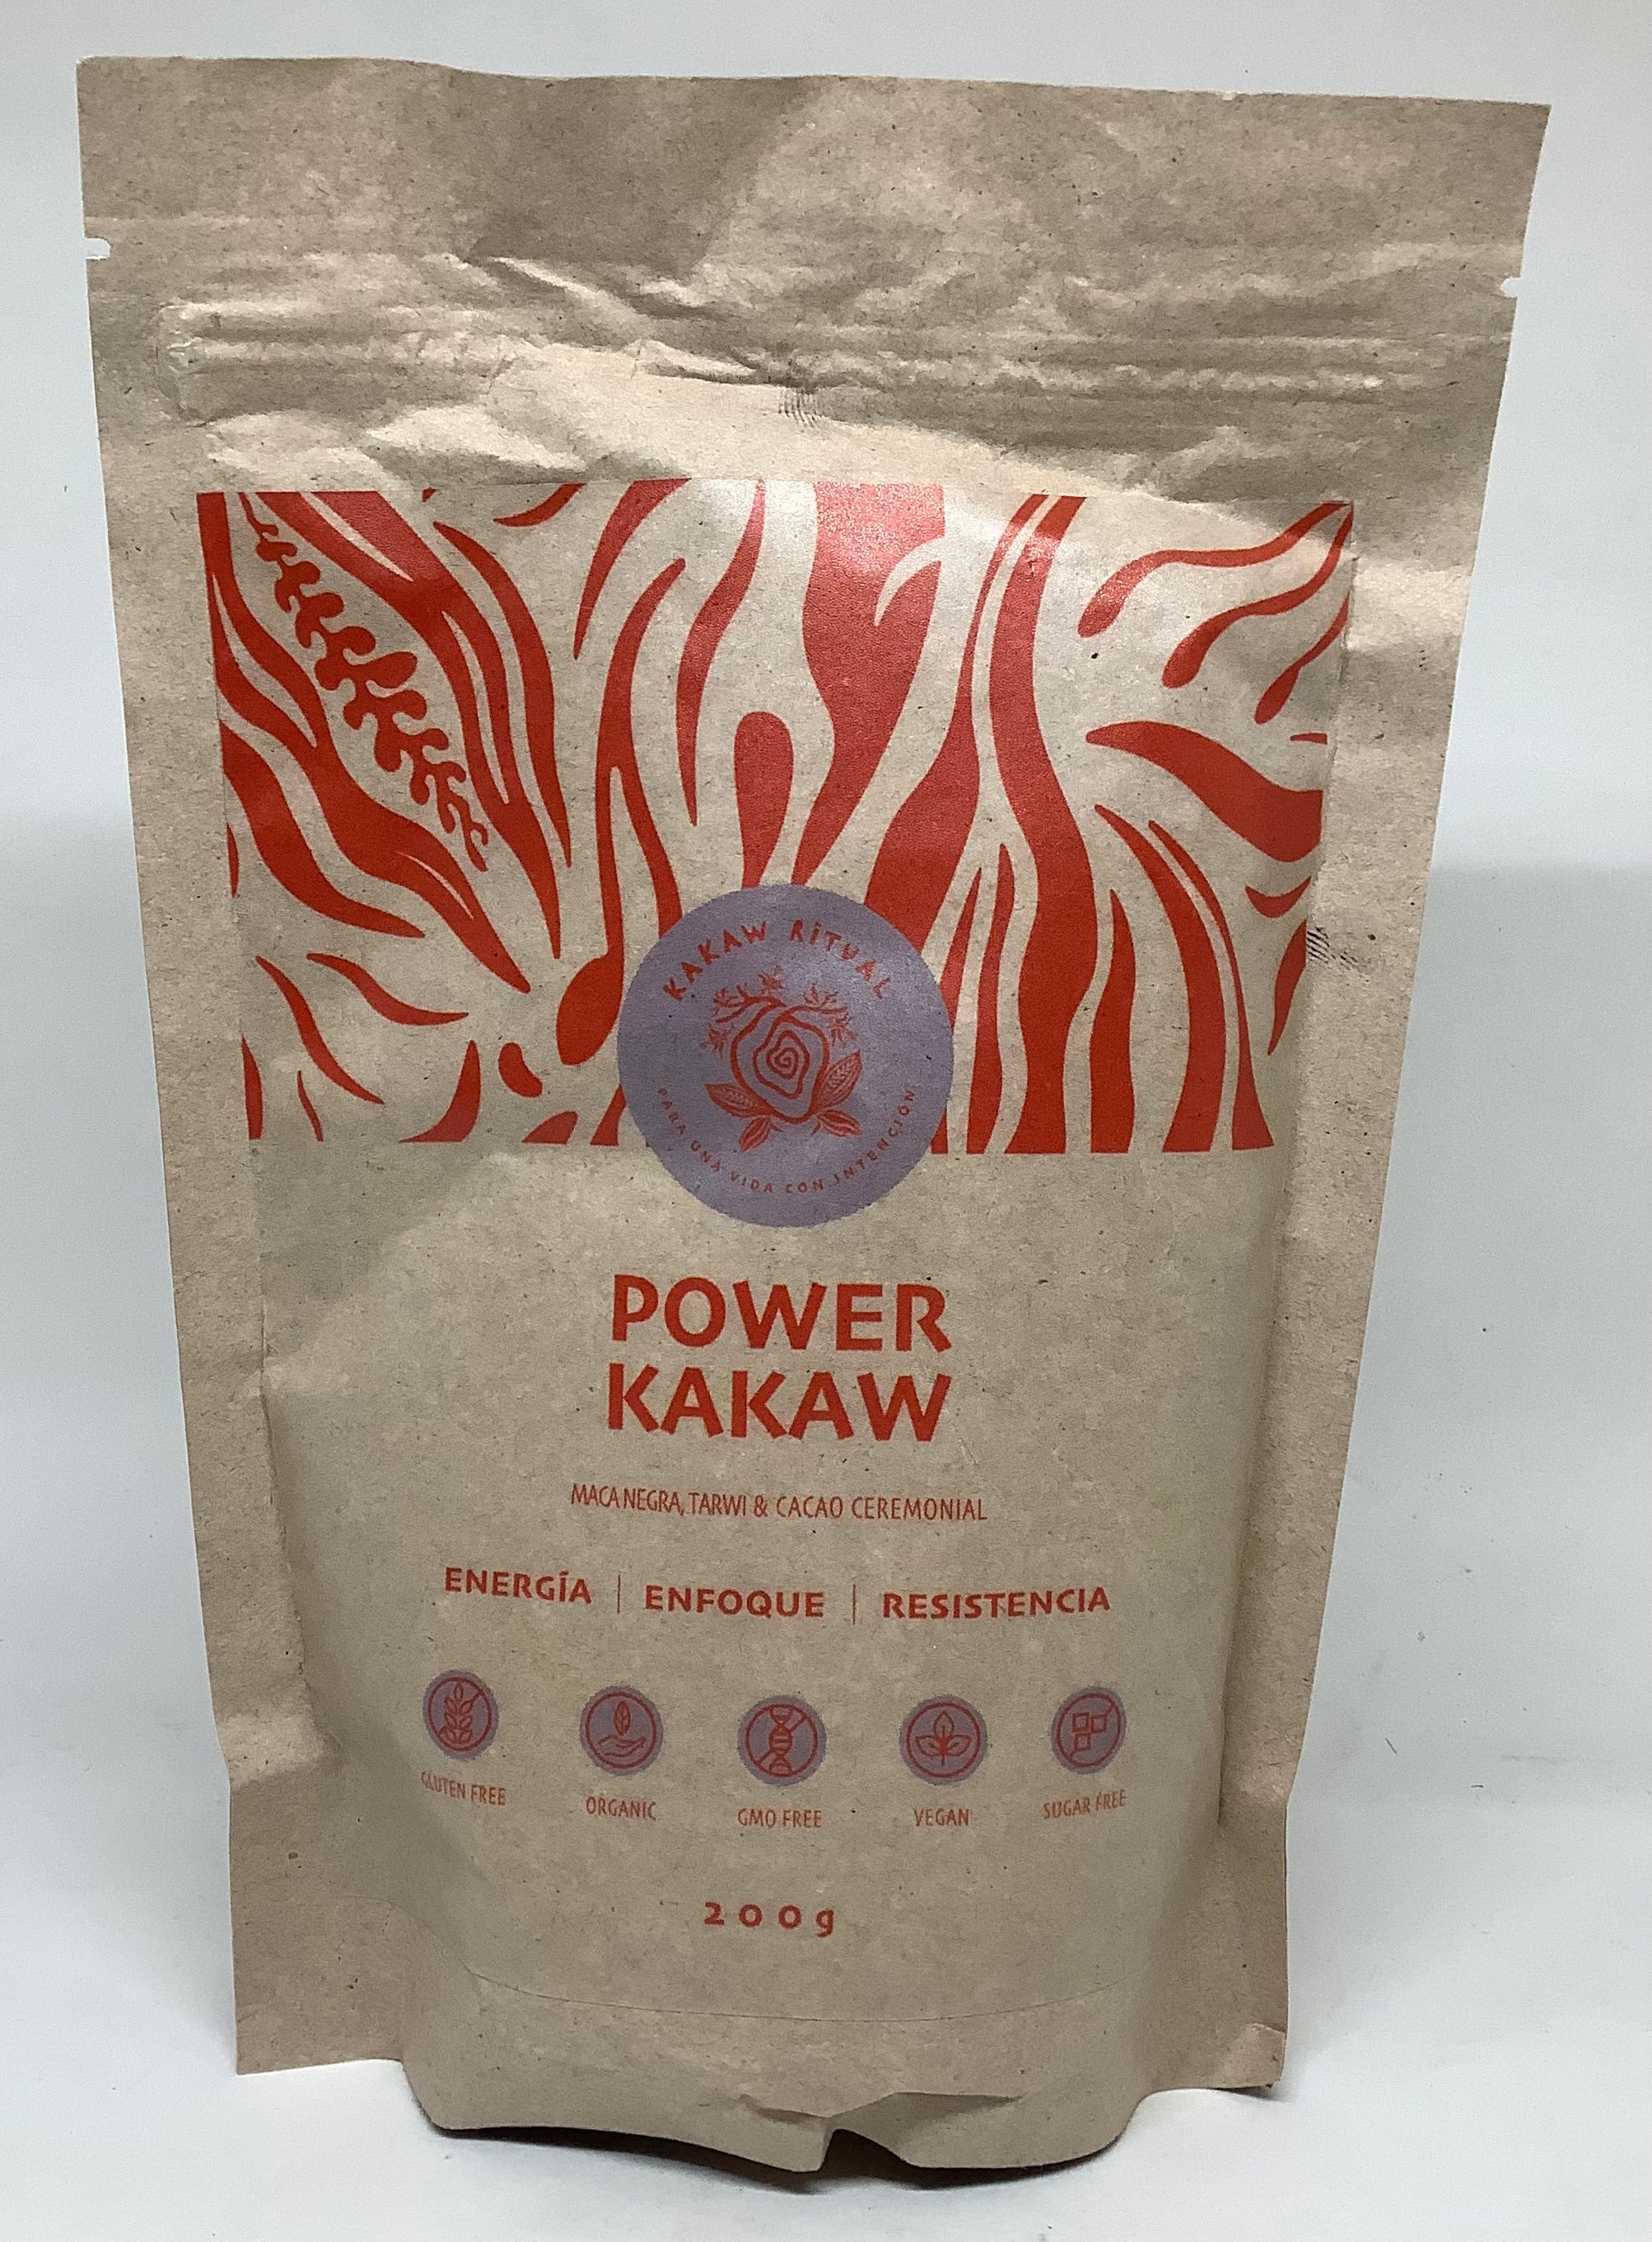 KAKAW RITUAL
PARA UNA VIDA CON INTENCIÓN
POWER
KAKAW
MACA NEGRA, TARWI & CACAO CEREMONIAL
ENERGÍA | ENFOQUE | RESISTENCIA
GLUTEN FREE ORGANIC GMO FREE VEGAN SUGAR FREE
200g